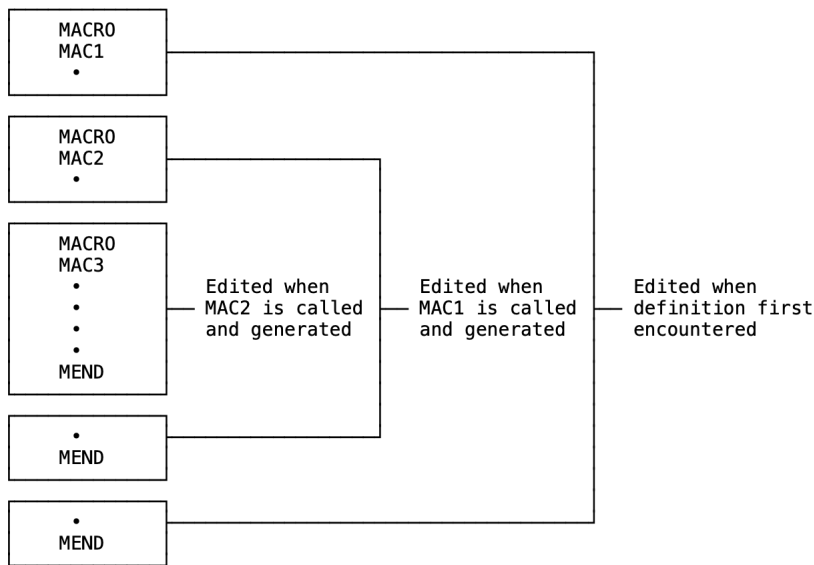 MACRO
MAC1
•
MACRO
MAC2
•
MACRO
MAC3
•
•
•
•
MEND
Edited when
MAC2 is called
and generated
Edited when
MAC1 is called
and generated
Edited when
definition first
encountered
•
MEND
•
MEND